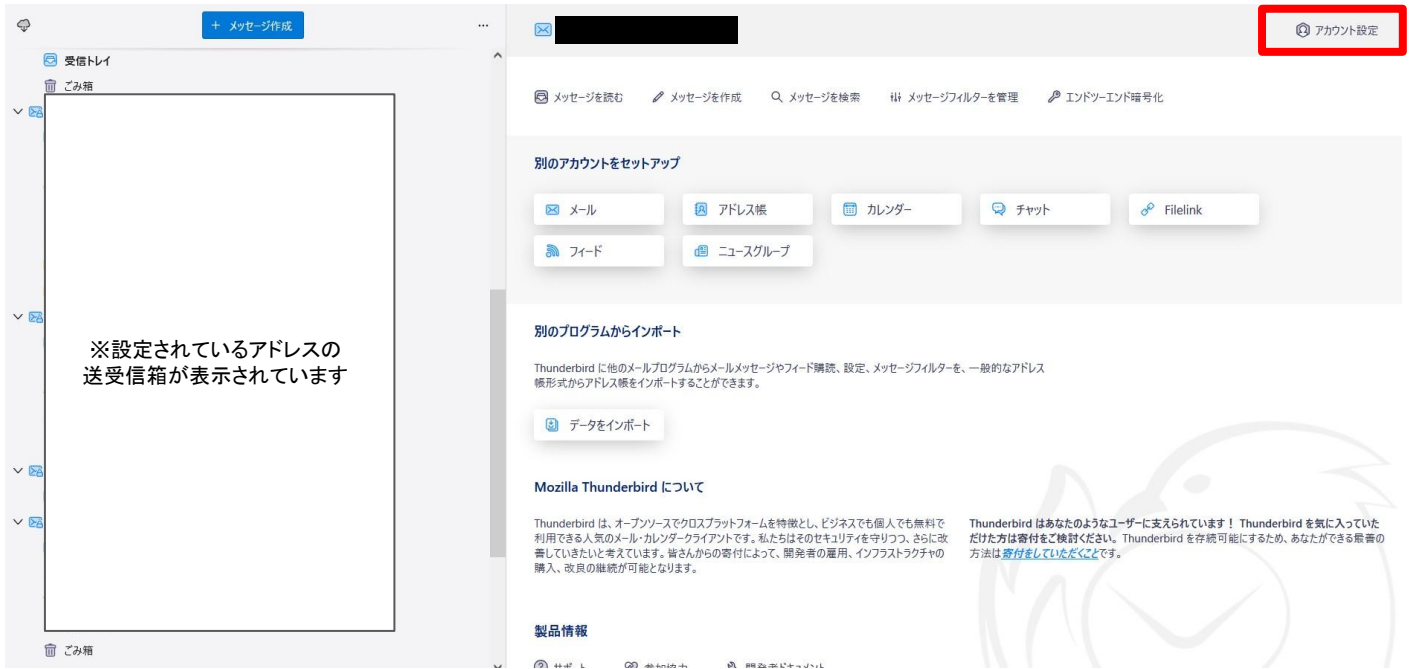 + メッセージ作成
...
受信トレイ
ごみ箱
※設定されているアドレスの
送受信箱が表示されています
ごみ箱
アカウント設定
メッセージを読む メッセージを作成 メッセージを検索 メッセージフィルターを管理 エンドツーエンド暗号化
別のアカウントをセットアップ
メール アドレス帳 カレンダー チャット Filelink
フィード ニュースグループ
別のプログラムからインポート
Thunderbird に他のメールプログラムからメールメッセージやフィード購読、設定、メッセージフィルターを、一般的なアドレス
帳形式からアドレス帳をインポートすることができます。
データをインポート
Mozilla Thunderbird について
Thunderbird は、オープンソースでクロスプラットフォームを特徴とし、ビジネスでも個人でも無料で
利用できる人気のメール・カレンダークライアントです。私たちはそのセキュリティを守りつつ、さらに改
善していきたいと考えています。皆さんからの寄付によって、開発者の雇用、インフラストラクチャの
購入、改良の継続が可能となります。
Thunderbird はあなたのようなユーザーに支えられています！ Thunderbird を気に入っていた
だけた方は寄付をご検討ください。Thunderbird を存続可能にするため、あなたができる最善の
方法は寄付をしていただくことです。
製品情報
サポート 参加協力 開発者ドキュメント